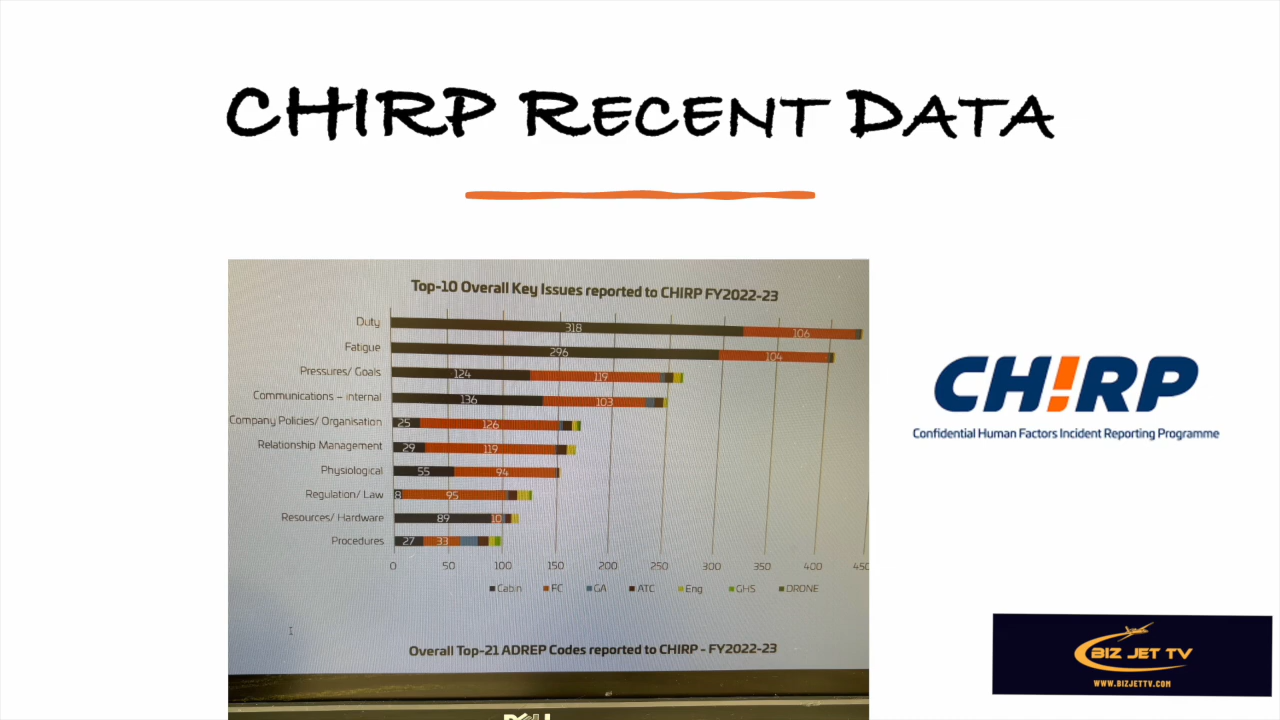 CHIRP RECENT DATA
Top-10 Overall Key Issues reported to CHIRP FY2022-23
Duty 318 106
Fatigue 296 104
Pressures/ Goals 124 119
Communications – internal 136 103
Company Policies/ Organisation 25 126
Relationship Management 29 119
Physiological 55 94
Regulation/ Law 8 95
Resources/ Hardware 89 10
Procedures 27 33
0 50 100 150 200 250 300 350 400 450
Cabin FC GA ATC Eng GHS DRONE
Overall Top-21 ADREP Codes reported to CHIRP - FY2022-23
CH!RP
Confidential Human Factors Incident Reporting Programme
BIZ JET TV
WWW.BIZJETTV.COM